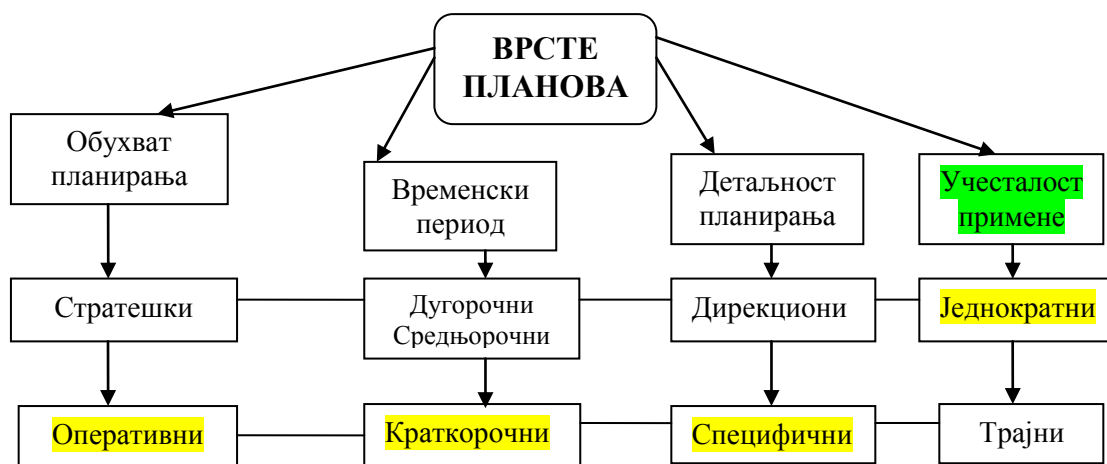 ВРСТЕ
ПЛАНОВА
Обухват
планирања
Временски
период
Детаљност
планирања
Учесталост
примене
Стратешки
Дугорочни
Средњорочни
Дирекциони
Једнократни
Оперативни
Краткорочни
Специфични
Трајни